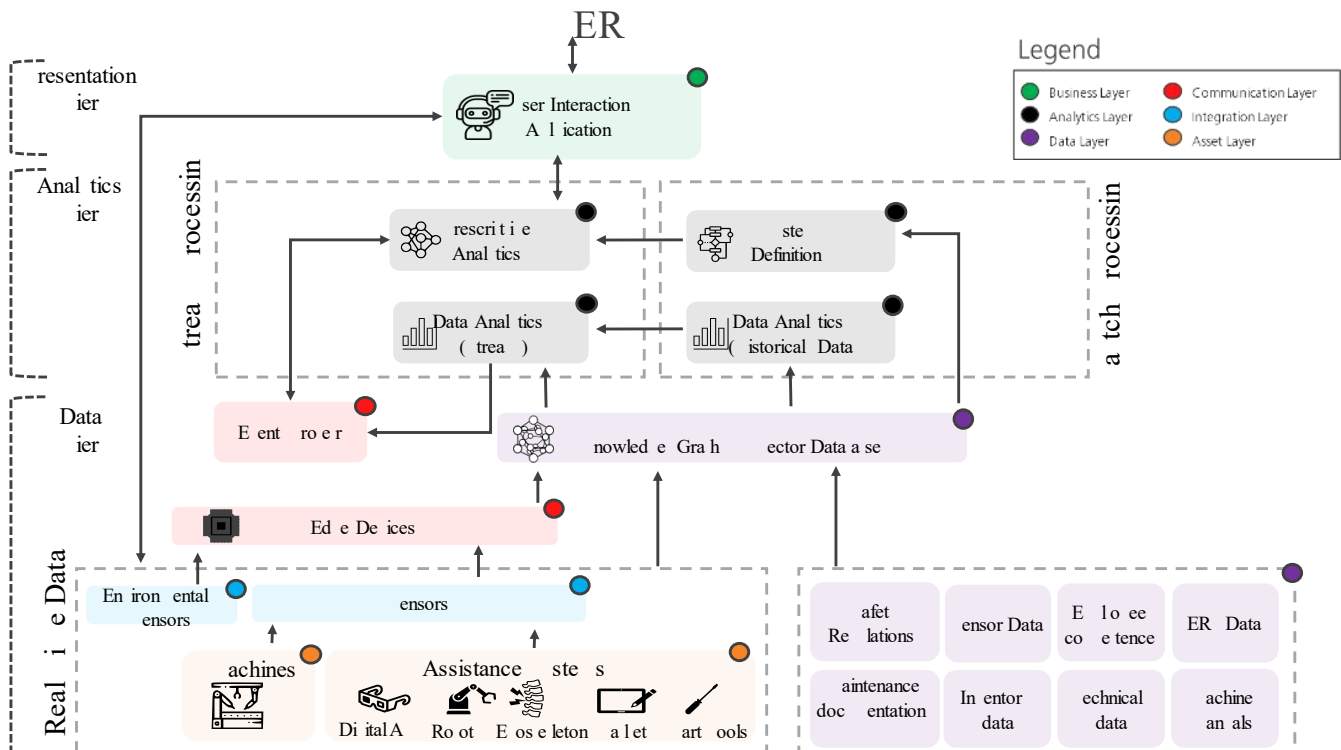 ER
resentation
ier
ser Interaction
A l ication
Legend
Business Layer
Communication Layer
Analytics Layer
Integration Layer
Data Layer
Asset Layer
Anal tics
ier
trea rocessin
rescrit i e
Anal tics
ste
Definition
a tch rocessin
Data Anal tics
( trea )
Data Anal tics
( istorical Data
Data
ier
E ent ro e r
nowled e Gra h ector Data a se
Ed e De ices
Real i e Data
En iron ental
ensors
ensors
achines
Assistance ste s
Di ital A
Ro ot
E os e leton
a l et
art ools
afet
Re lations
ensor Data
E l o ee
co e tence
ER Data
aintenance
doc entation
In entor
data
echnical
data
achine
an als